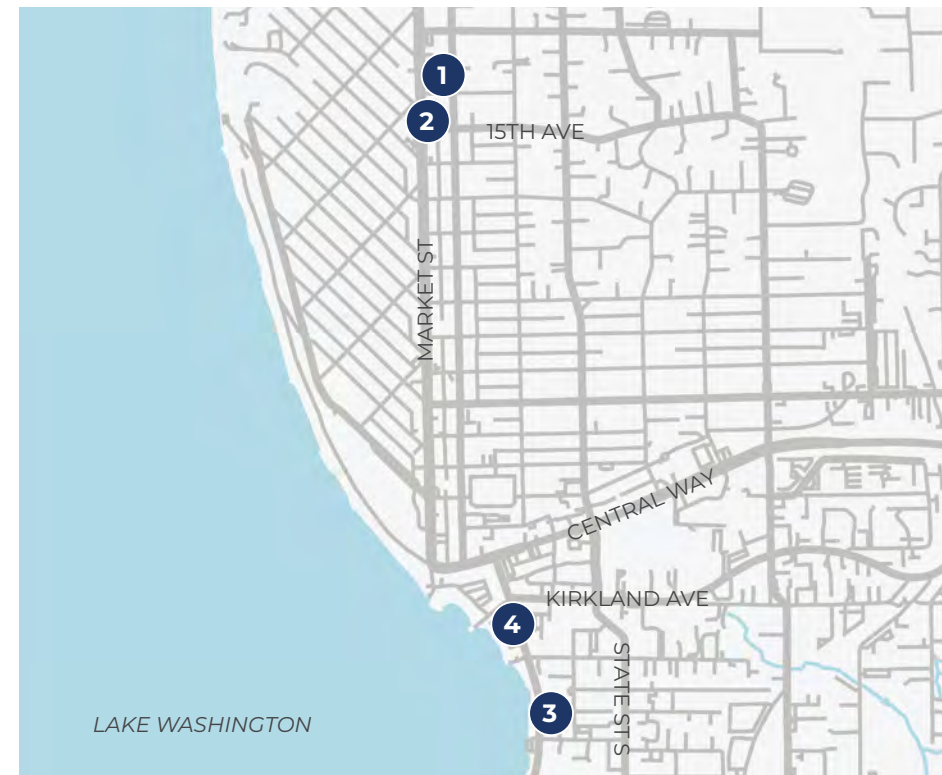 1
2
15TH AVE
MARKET ST
CENTRAL WAY
KIRKLAND AVE
4
STATE ST S
3
LAKE WASHINGTON